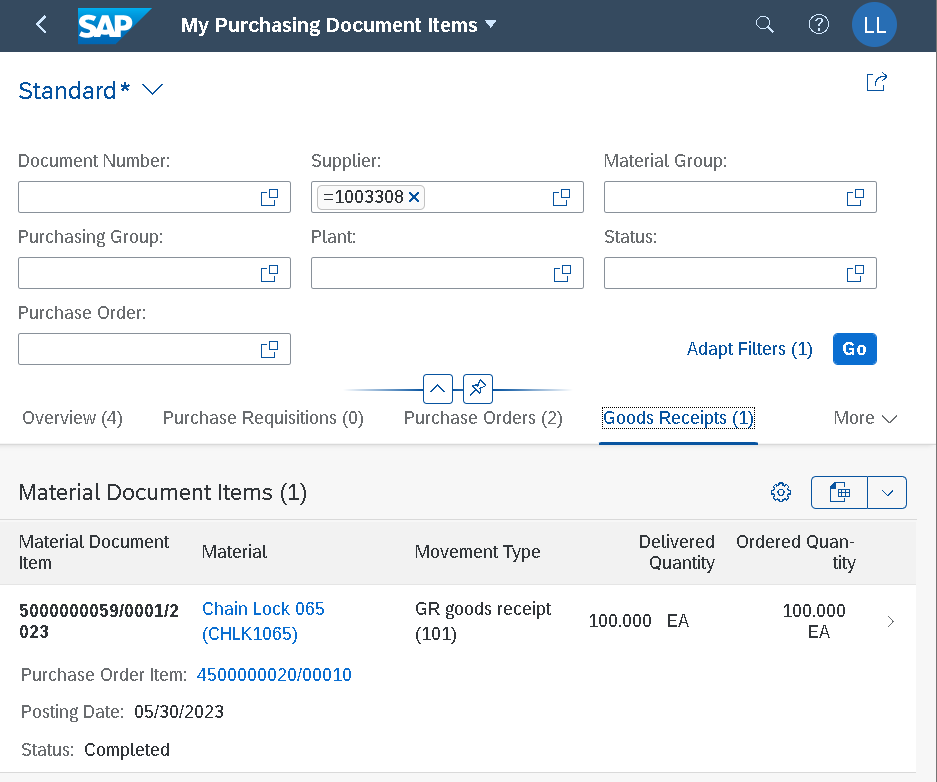 SAP My Purchasing Document Items LL
Standard*
Document Number: Supplier: Material Group:
=1003308
Purchasing Group: Plant: Status:
Purchase Order:
Adapt Filters (1) Go
Overview (4) Purchase Requisitions (0) Purchase Orders (2) Goods Receipts (1) More
Material Document Items (1)
Material Document Item Material Movement Type Delivered Quantity Ordered Quan-
tity
5000000059/0001/2
023
Chain Lock 065
(CHLK1065)
GR goods receipt
(101)
100.000 EA
100.000
EA
Purchase Order Item: 4500000020/00010
Posting Date: 05/30/2023
Status: Completed